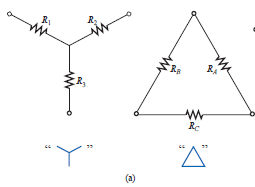 R1 R2
R3
RB RA
RC
“ ” “ ”
(a)